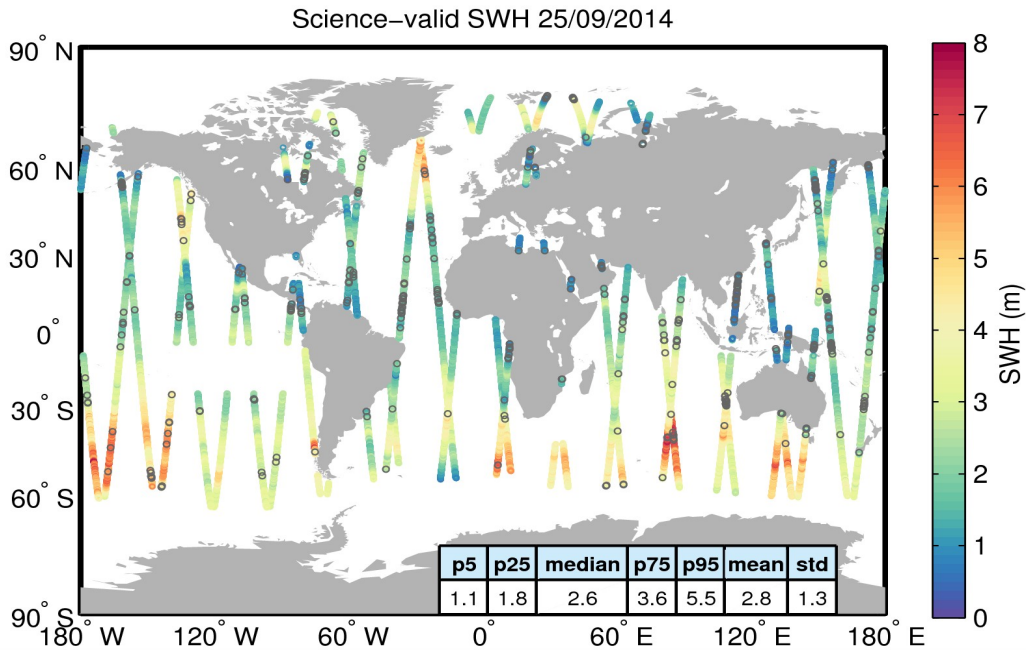 Science−valid SWH 25/09/2014
90° N
60° N
30° N
0°
30° S
60° S
90° S
180° W
120° W
60° W
0°
60° E
120° E
180° E
p5 p25 median p75 p95 mean std
1.1 1.8 2.6 3.6 5.5 2.8 1.3
8
7
6
5
4
3
2
1
0
SWH (m)